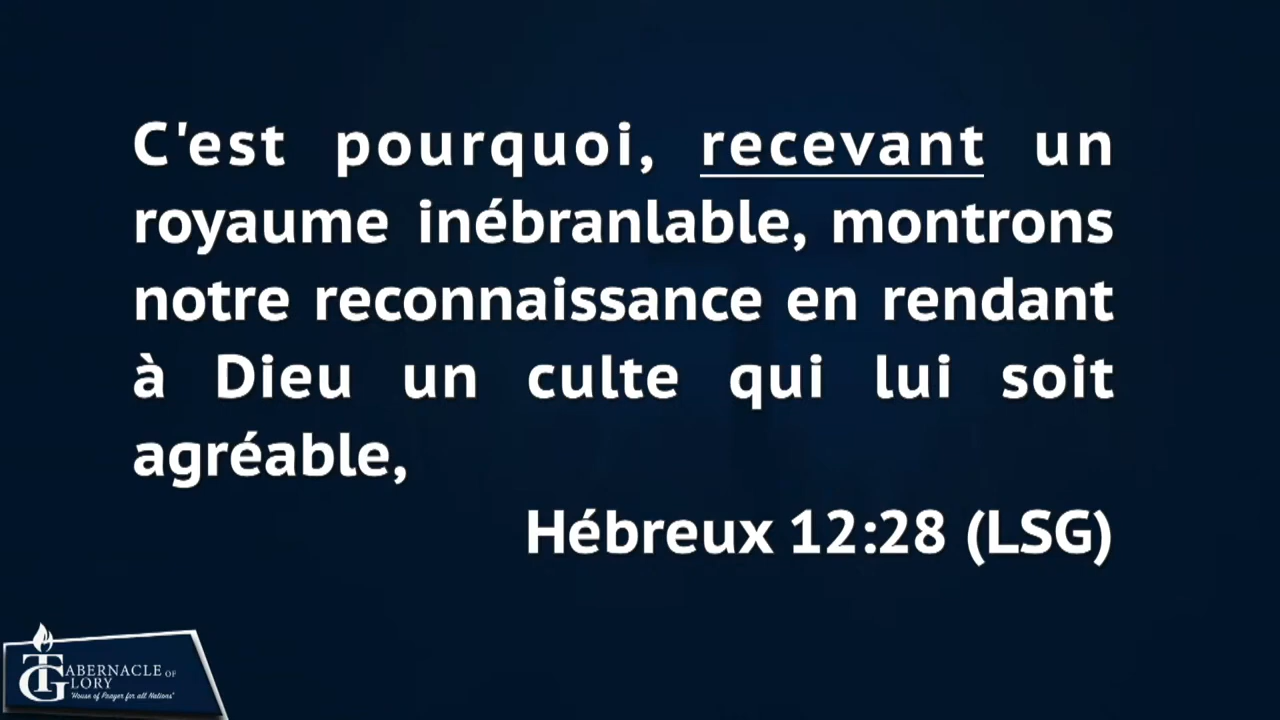 C'est pourquoi, recevant un
royaume inébranlable, montrons
notre reconnaissance en rendant
à Dieu un culte qui lui soit
agréable,
Hébreux 12:28 (LSG)
TABERNACLE OF
GLORY
"House of Prayer for all Nations"